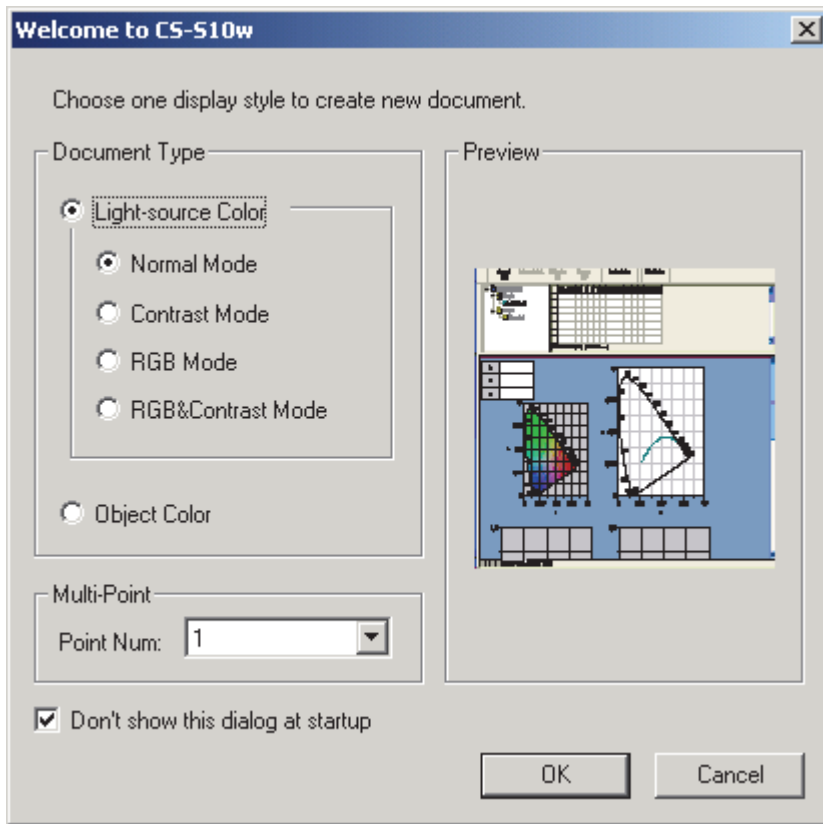 Welcome to CS-S10w
Choose one display style to create new document.
Document Type
Light-source Color
Normal Mode
Contrast Mode
RGB Mode
RGB&Contrast Mode
Object Color
Preview
Multi-Point
Point Num: 1
Don't show this dialog at startup
OK Cancel